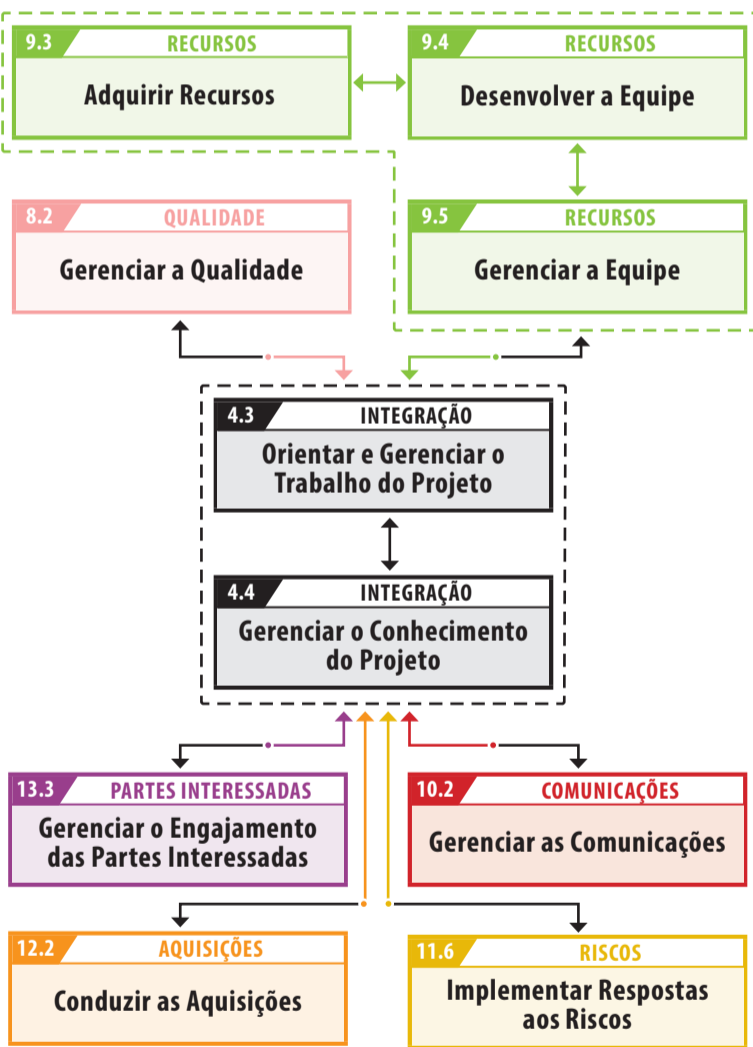 9.3 RECURSOS
Adquirir Recursos
9.4 RECURSOS
Desenvolver a Equipe
8.2 QUALIDADE
Gerenciar a Qualidade
9.5 RECURSOS
Gerenciar a Equipe
4.3 INTEGRAÇÃO
Orientar e Gerenciar o
Trabalho do Projeto
4.4 INTEGRAÇÃO
Gerenciar o Conhecimento
do Projeto
13.3 PARTES INTERESSADAS
Gerenciar o Engajamento
das Partes Interessadas
10.2 COMUNICAÇÕES
Gerenciar as Comunicações
12.2 AQUISIÇÕES
Conduzir as Aquisições
11.6 RISCOS
Implementar Respostas
aos Riscos